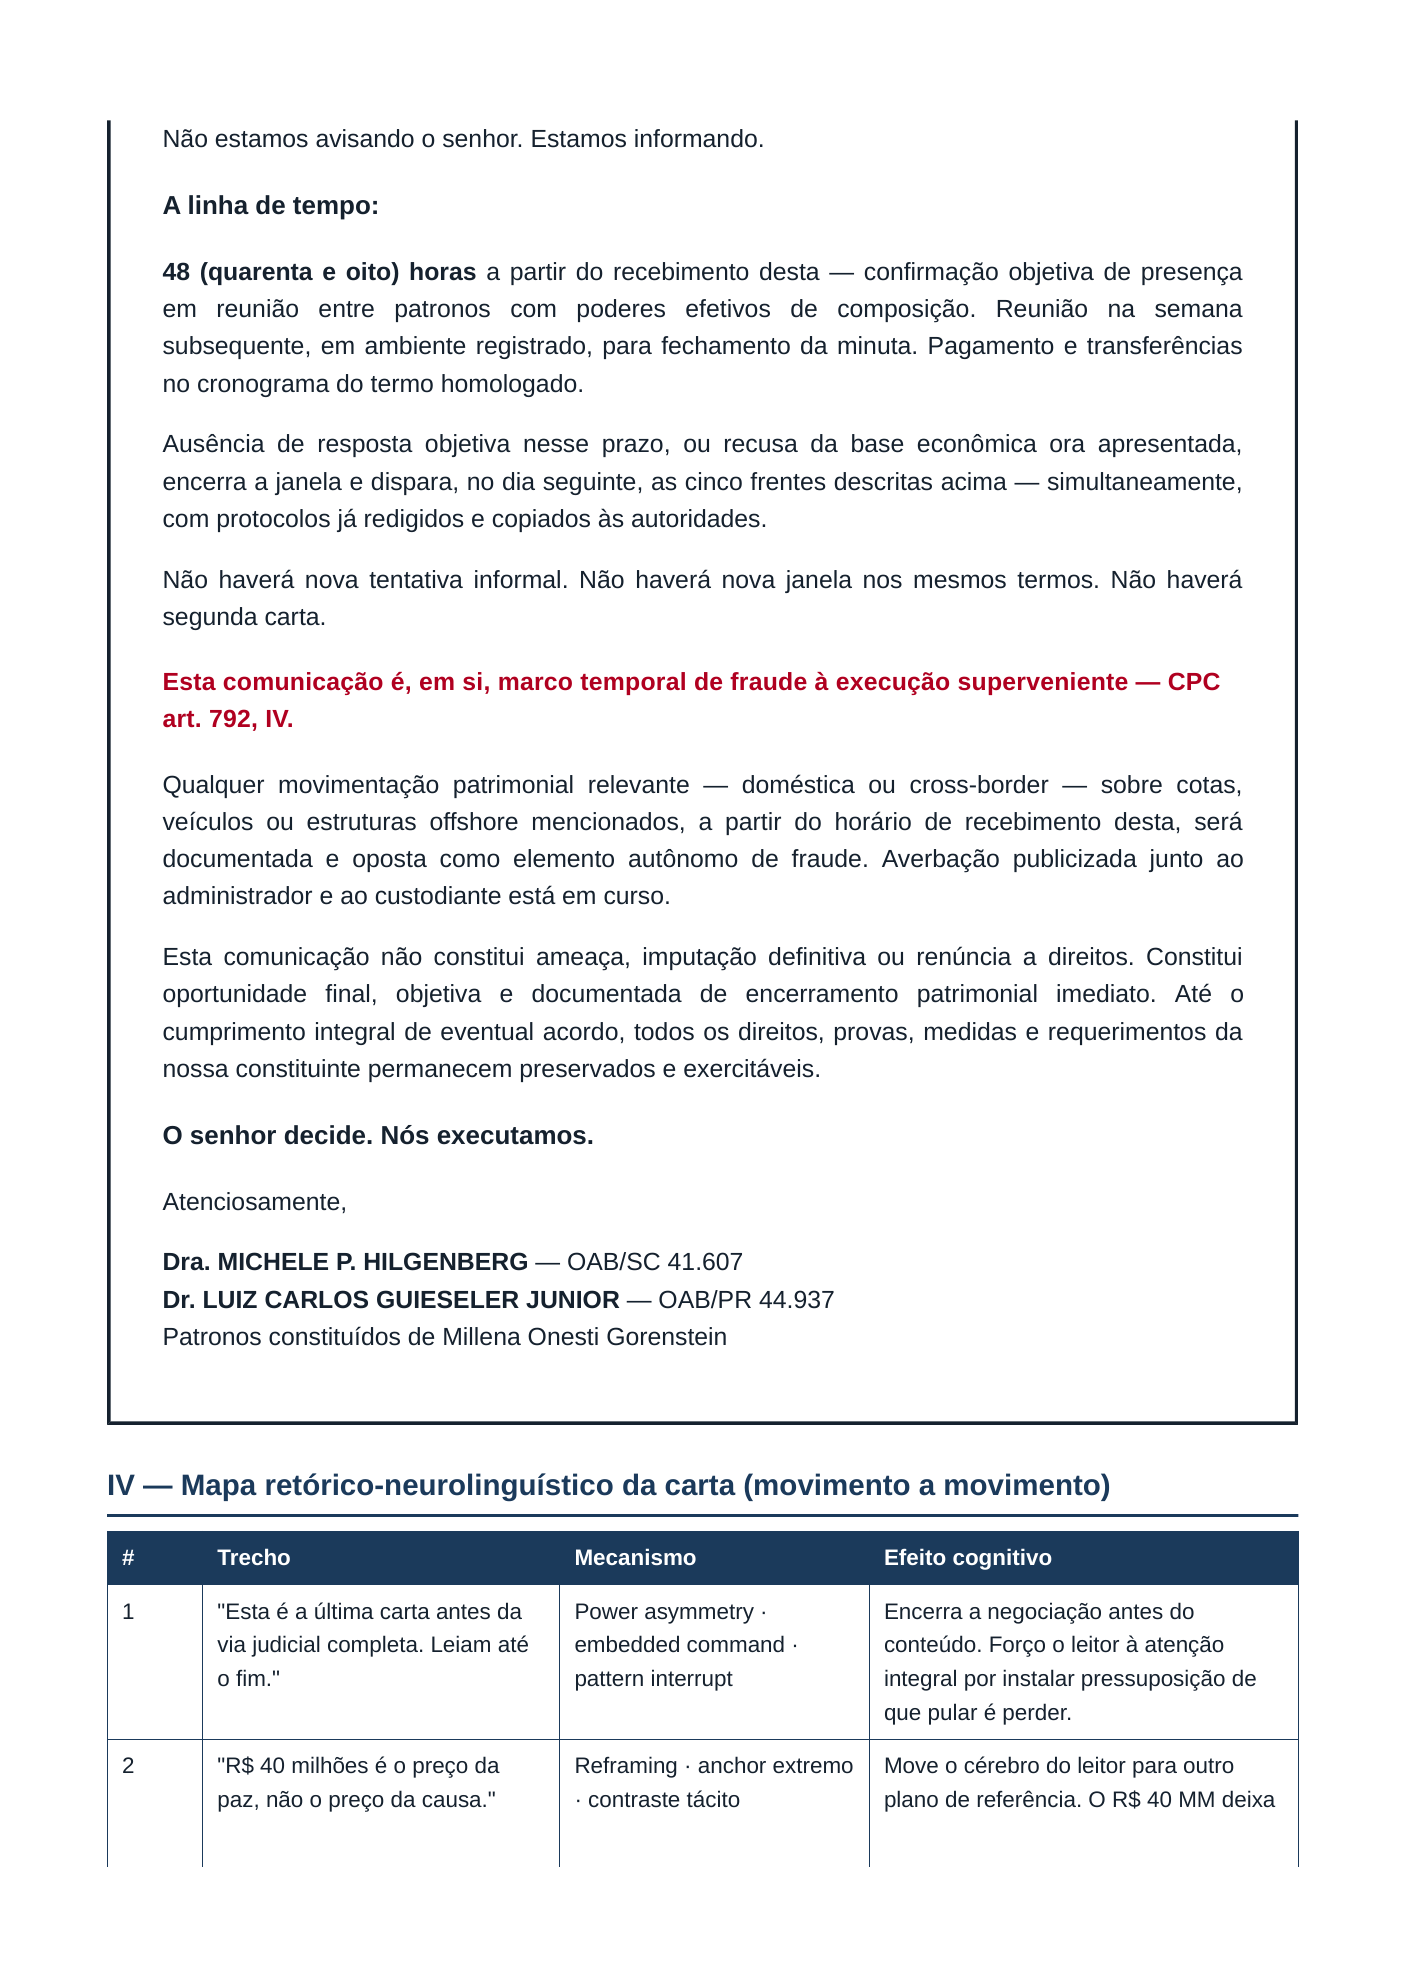 Não estamos avisando o senhor. Estamos informando.
A linha de tempo:
48 (quarenta e oito) horas a partir do recebimento desta — confirmação objetiva de presença
em reunião entre patronos com poderes efetivos de composição. Reunião na semana
subsequente, em ambiente registrado, para fechamento da minuta. Pagamento e transferências
no cronograma do termo homologado.
Ausência de resposta objetiva nesse prazo, ou recusa da base econômica ora apresentada,
encerra a janela e dispara, no dia seguinte, as cinco frentes descritas acima — simultaneamente,
com protocolos já redigidos e copiados às autoridades.
Não haverá nova tentativa informal. Não haverá nova janela nos mesmos termos. Não haverá
segunda carta.
Esta comunicação é, em si, marco temporal de fraude à execução superveniente — CPC
art. 792, IV.
Qualquer movimentação patrimonial relevante — doméstica ou cross-border — sobre cotas,
veículos ou estruturas offshore mencionados, a partir do horário de recebimento desta, será
documentada e oposta como elemento autônomo de fraude. Averbação publicizada junto ao
administrador e ao custodiante está em curso.
Esta comunicação não constitui ameaça, imputação definitiva ou renúncia a direitos. Constitui
oportunidade final, objetiva e documentada de encerramento patrimonial imediato. Até o
cumprimento integral de eventual acordo, todos os direitos, provas, medidas e requerimentos da
nossa constituinte permanecem preservados e exercitáveis.
O senhor decide. Nós executamos.
Atenciosamente,
Dra. MICHELE P. HILGENBERG — OAB/SC 41.607
Dr. LUIZ CARLOS GUIESELER JUNIOR — OAB/PR 44.937
Patronos constituídos de Millena Onesti Gorenstein
IV — Mapa retórico-neurolinguístico da carta (movimento a movimento)
# Trecho Mecanismo Efeito cognitivo
1 "Esta é a última carta antes da Power asymmetry · Encerra a negociação antes do
via judicial completa. Leiam até embedded command · conteúdo. Forço o leitor à atenção
o fim." pattern interrupt integral por instalar pressuposição de
que pular é perder.
2 "R$ 40 milhões é o preço da Reframing · anchor extremo Move o cérebro do leitor para outro
paz, não o preço da causa." · contraste tácito plano de referência. O R$ 40 MM deixa